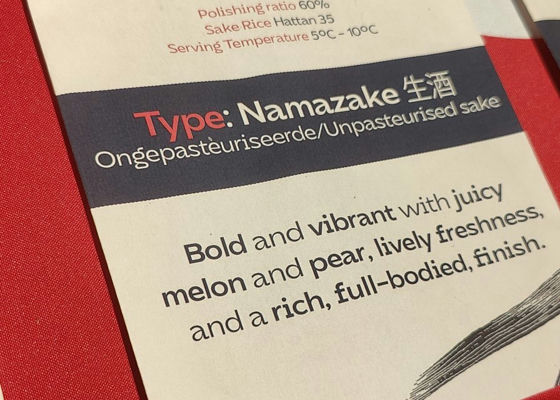 Polishing ratio 60%
Sake Rice Hattan 35
Serving Temperature 5ºC - 10ºC
Type: Namazake 生酒
Ongepasteuriseerde/Unpasteurised sake
Bold and vibrant with juicy
melon and pear, lively freshness,
and a rich, full-bodied, finish.